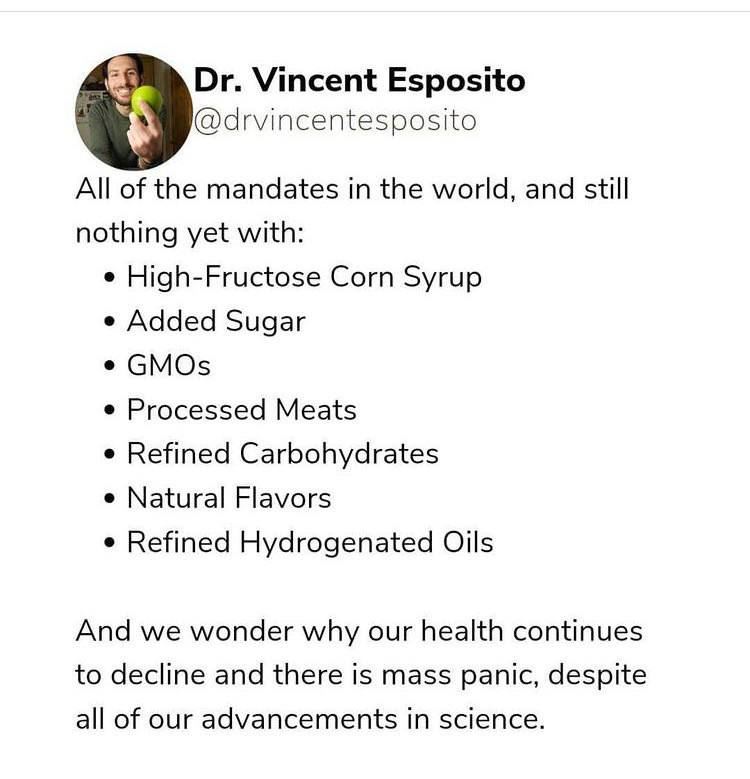 Dr. Vincent Esposito
@drvincentesposito
All of the mandates in the world, and still
nothing yet with:
• High-Fructose Corn Syrup
• Added Sugar
• GMOs
• Processed Meats
• Refined Carbohydrates
• Natural Flavors
• Refined Hydrogenated Oils
And we wonder why our health continues
to decline and there is mass panic, despite
all of our advancements in science.